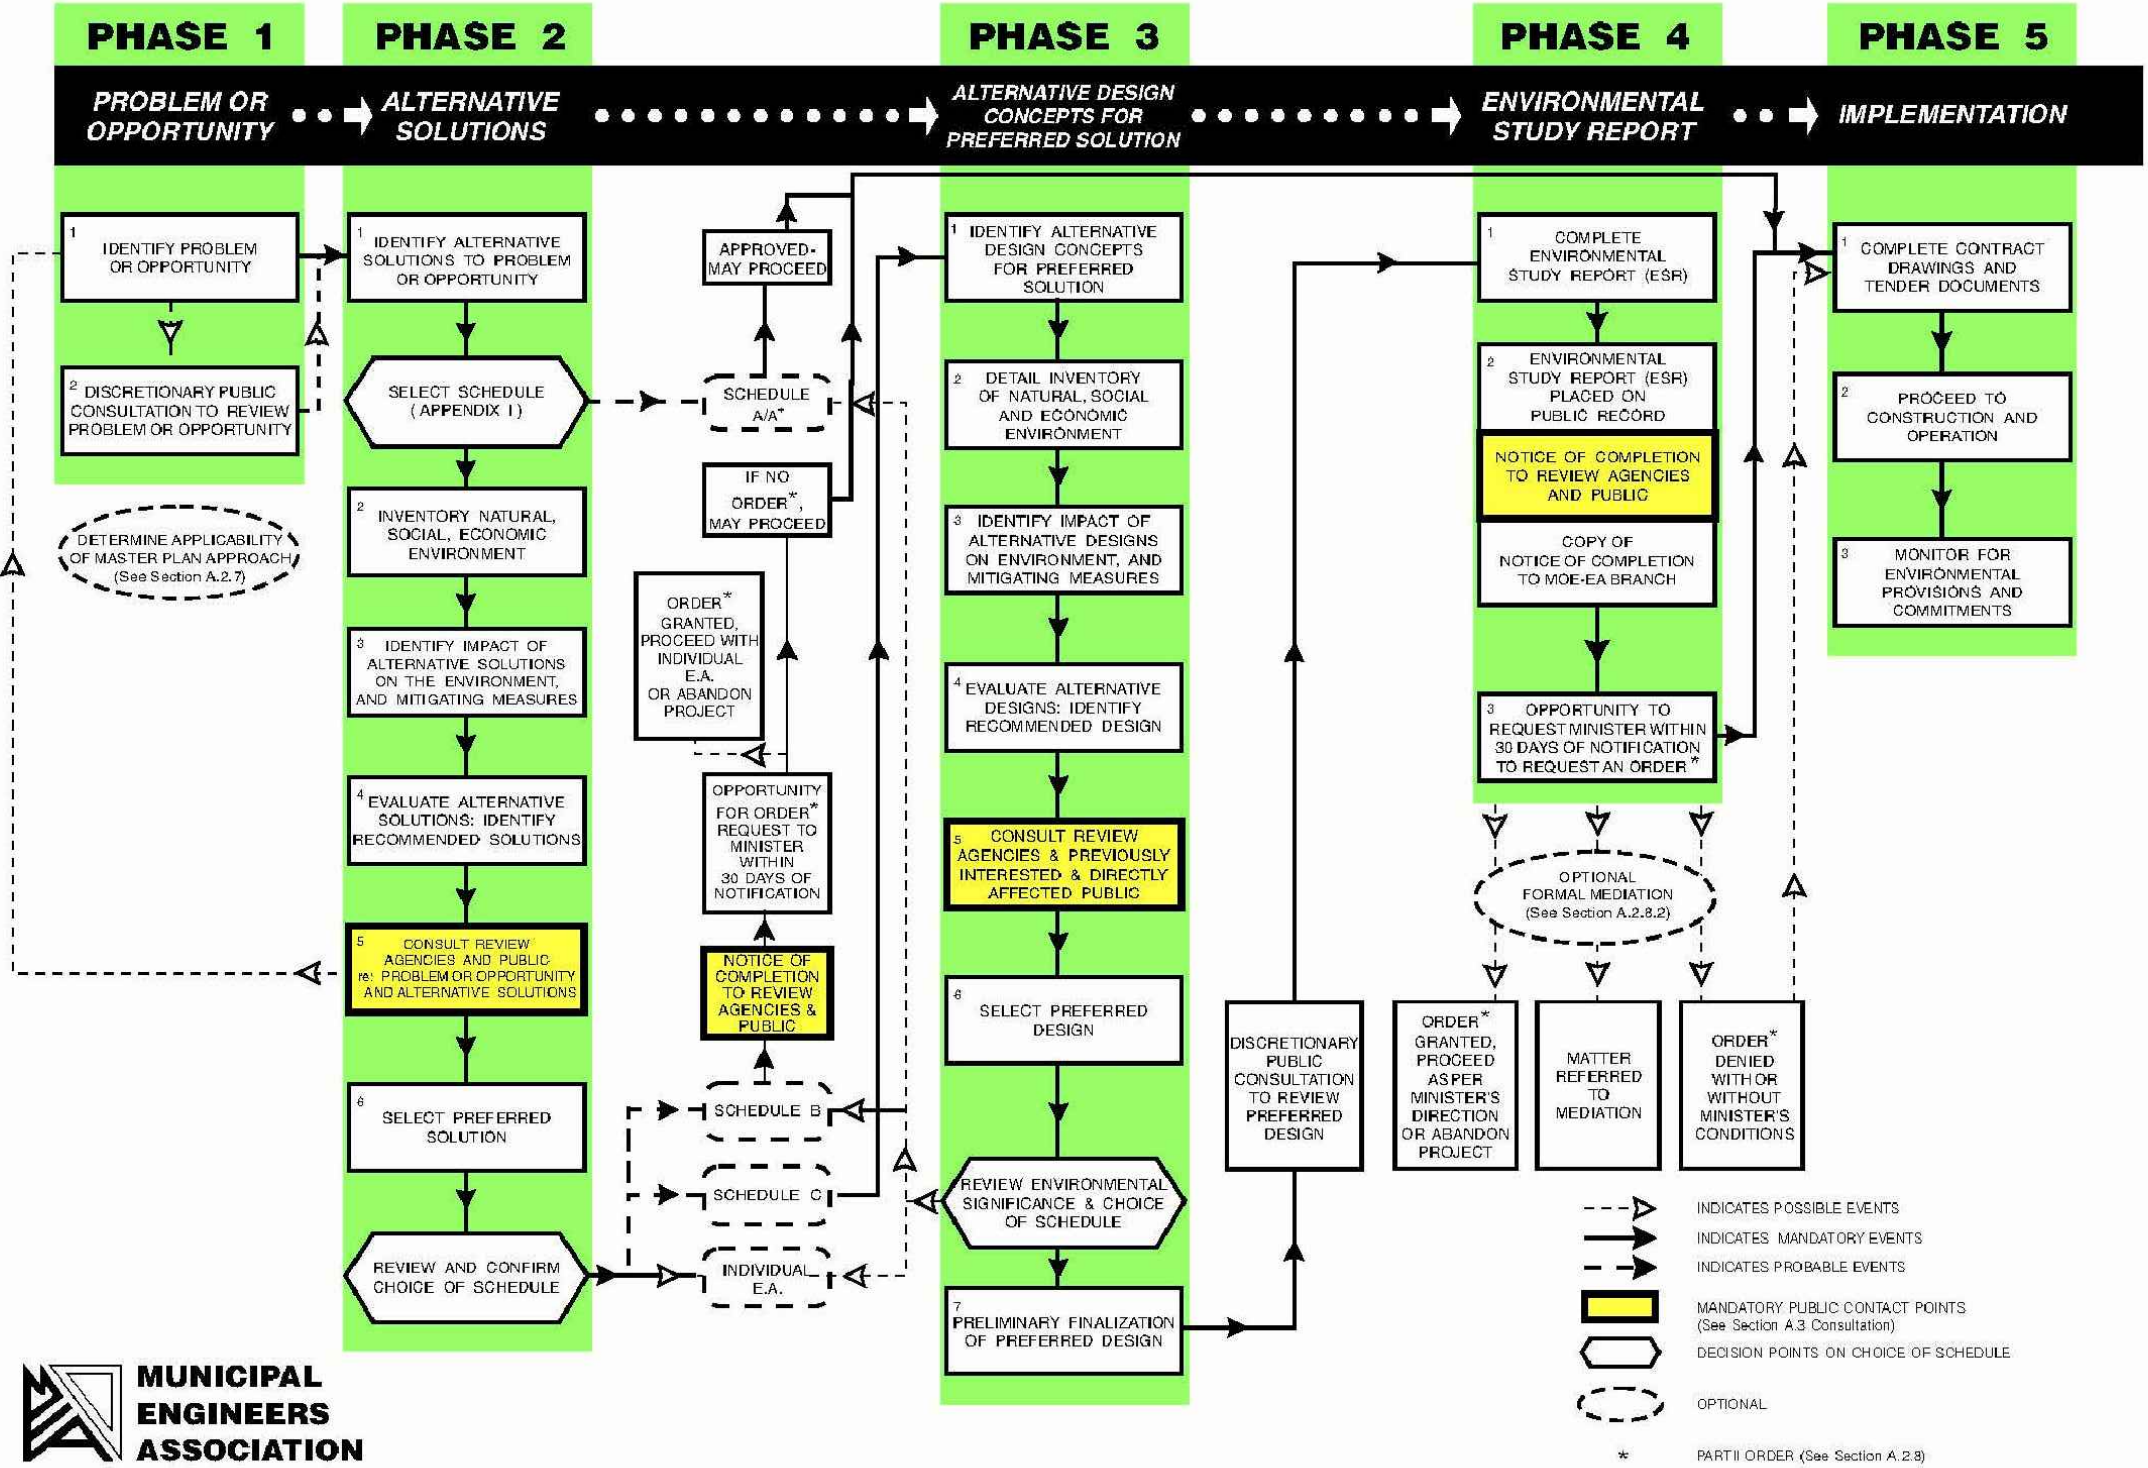 PHASE 1
PHASE 2
PHASE 3
PHASE 4
PHASE 5
PROBLEM OR
OPPORTUNITY
ALTERNATIVE
SOLUTIONS
ALTERNATIVE DESIGN
CONCEPTS FOR
PREFERRED SOLUTION
ENVIRONMENTAL
STUDY REPORT
IMPLEMENTATION
1
IDENTIFY PROBLEM
OR OPPORTUNITY
2 DISCRETIONARY PUBLIC
CONSULTATION TO REVIEW
PROBLEM OR OPPORTUNITY
DETERMINE APPLICABILITY
OF MASTER PLAN APPROACH
(See Section A.2.7)
1
IDENTIFY ALTERNATIVE
SOLUTIONS TO PROBLEM
OR OPPORTUNITY
SELECT SCHEDULE
(APPENDIX I)
2
INVENTORY NATURAL,
SOCIAL, ECONOMIC
ENVIRONMENT
3 IDENTIFY IMPACT OF
ALTERNATIVE SOLUTIONS
ON THE ENVIRONMENT,
AND MITIGATING MEASURES
4 EVALUATE ALTERNATIVE
SOLUTIONS: IDENTIFY
RECOMMENDED SOLUTIONS
5 CONSULT REVIEW
AGENCIES AND PUBLIC
re: PROBLEM OR OPPORTUNITY
AND ALTERNATIVE SOLUTIONS
6
SELECT PREFERRED
SOLUTION
REVIEW AND CONFIRM
CHOICE OF SCHEDULE
APPROVED-
MAY PROCEED
SCHEDULE
A/A+
IF NO
ORDER*,
MAY PROCEED
ORDER*
GRANTED,
PROCEED WITH
INDIVIDUAL
E.A.
OR ABANDON
PROJECT
OPPORTUNITY
FOR ORDER*
REQUEST TO
MINISTER
WITHIN
30 DAYS OF
NOTIFICATION
NOTICE OF
COMPLETION
TO REVIEW
AGENCIES &
PUBLIC
SCHEDULE B
SCHEDULE C
INDIVIDUAL
E.A.
1 IDENTIFY ALTERNATIVE
DESIGN CONCEPTS
FOR PREFERRED
SOLUTION
2 DETAIL INVENTORY
OF NATURAL, SOCIAL
AND ECONOMIC
ENVIRONMENT
3 IDENTIFY IMPACT OF
ALTERNATIVE DESIGNS
ON ENVIRONMENT, AND
MITIGATING MEASURES
4 EVALUATE ALTERNATIVE
DESIGNS: IDENTIFY
RECOMMENDED DESIGN
5 CONSULT REVIEW
AGENCIES & PREVIOUSLY
INTERESTED & DIRECTLY
AFFECTED PUBLIC
6
SELECT PREFERRED
DESIGN
REVIEW ENVIRONMENTAL
SIGNIFICANCE & CHOICE
OF SCHEDULE
7
PRELIMINARY FINALIZATION
OF PREFERRED DESIGN
DISCRETIONARY
PUBLIC
CONSULTATION
TO REVIEW
PREFERRED
DESIGN
1 COMPLETE
ENVIRONMENTAL
STUDY REPORT (ESR)
2 ENVIRONMENTAL
STUDY REPORT (ESR)
PLACED ON
PUBLIC RECORD
NOTICE OF COMPLETION
TO REVIEW AGENCIES
AND PUBLIC
COPY OF
NOTICE OF COMPLETION
TO MOE-EA BRANCH
3 OPPORTUNITY TO
REQUEST MINISTER WITHIN
30 DAYS OF NOTIFICATION
TO REQUEST AN ORDER*
OPTIONAL
FORMAL MEDIATION
(See Section A.2.8.2)
ORDER*
GRANTED,
PROCEED
AS PER
MINISTER'S
DIRECTION
OR ABANDON
PROJECT
MATTER
REFERRED
TO
MEDIATION
ORDER*
DENIED
WITH OR
WITHOUT
MINISTER'S
CONDITIONS
1 COMPLETE CONTRACT
DRAWINGS AND
TENDER DOCUMENTS
2 PROCEED TO
CONSTRUCTION AND
OPERATION
3 MONITOR FOR
ENVIRONMENTAL
PROVISIONS AND
COMMITMENTS
INDICATES POSSIBLE EVENTS
INDICATES MANDATORY EVENTS
INDICATES PROBABLE EVENTS
MANDATORY PUBLIC CONTACT POINTS
(See Section A.3 Consultation)
DECISION POINTS ON CHOICE OF SCHEDULE
OPTIONAL
* PART II ORDER (See Section A.2.8)
MUNICIPAL
ENGINEERS
ASSOCIATION